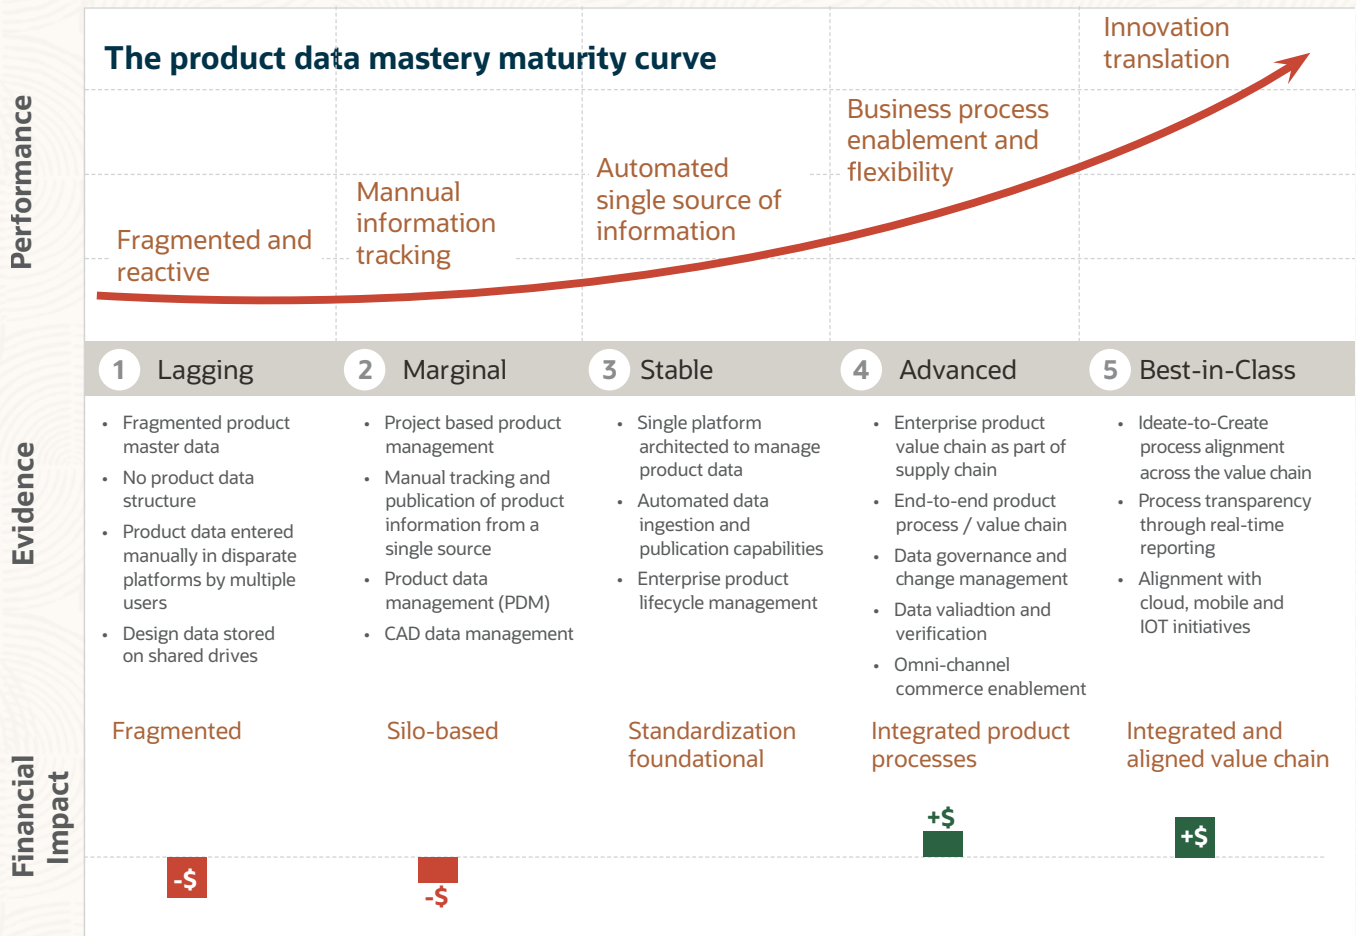 The product data mastery maturity curve
Performance
Fragmented and
reactive
Mannual
information
tracking
Automated
single source of
information
Business process
enablement and
flexibility
Innovation
translation
1 Lagging
2 Marginal
3 Stable
4 Advanced
5 Best-in-Class
Evidence
• Fragmented product
master data
• No product data
structure
• Product data entered
manually in disparate
platforms by multiple
users
• Design data stored
on shared drives
• Project based product
management
• Manual tracking and
publication of product
information from a
single source
• Product data
management (PDM)
• CAD data management
• Single platform
architected to manage
product data
• Automated data
ingestion and
publication capabilities
• Enterprise product
lifecycle management
• Enterprise product
value chain as part of
supply chain
• End-to-end product
process / value chain
• Data governance and
change management
• Data valiadtion and
verification
• Omni-channel
commerce enablement
• Ideate-to-Create
process alignment
across the value chain
• Process transparency
through real-time
reporting
• Alignment with
cloud, mobile and
IOT initiatives
Financial
Impact
Fragmented
Silo-based
Standardization
foundational
Integrated product
processes
Integrated and
aligned value chain
-$
-$
+$
+$